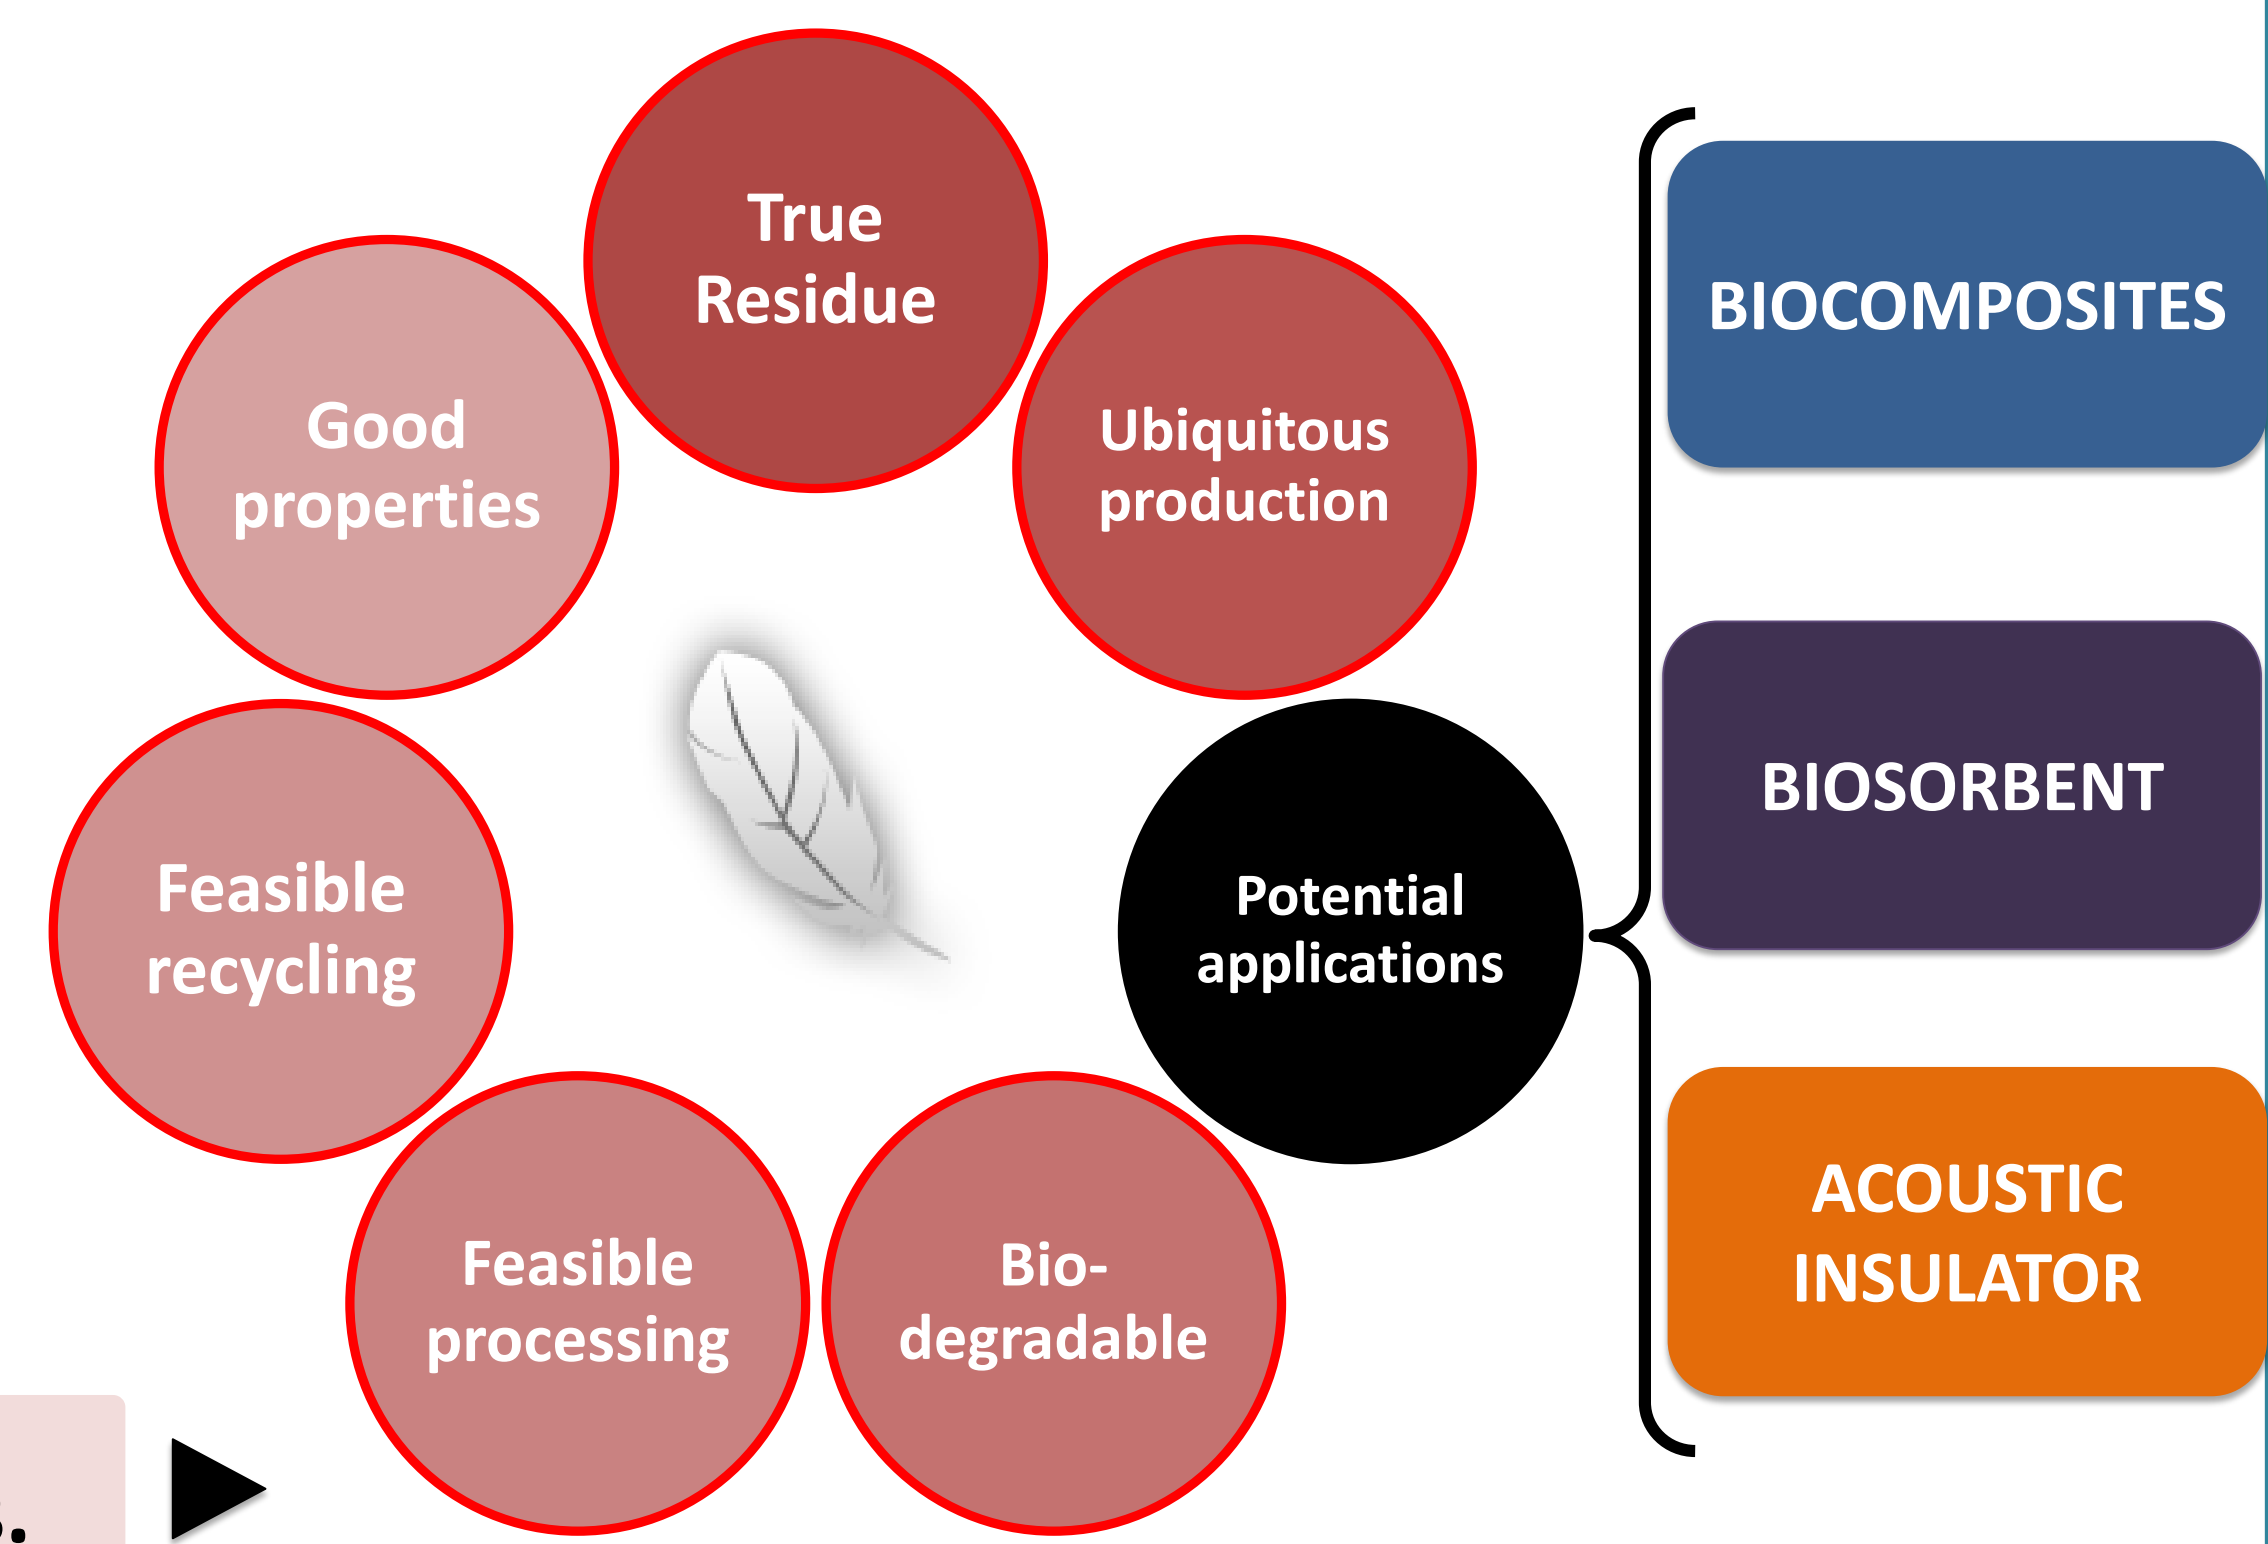 True
Residue
Good
properties
Ubiquitous
production
Feasible
recycling
Potential
applications
Feasible
processing
Bio-
degradable
BIOCOMPOSITES
BIOSORBENT
ACOUSTIC
INSULATOR